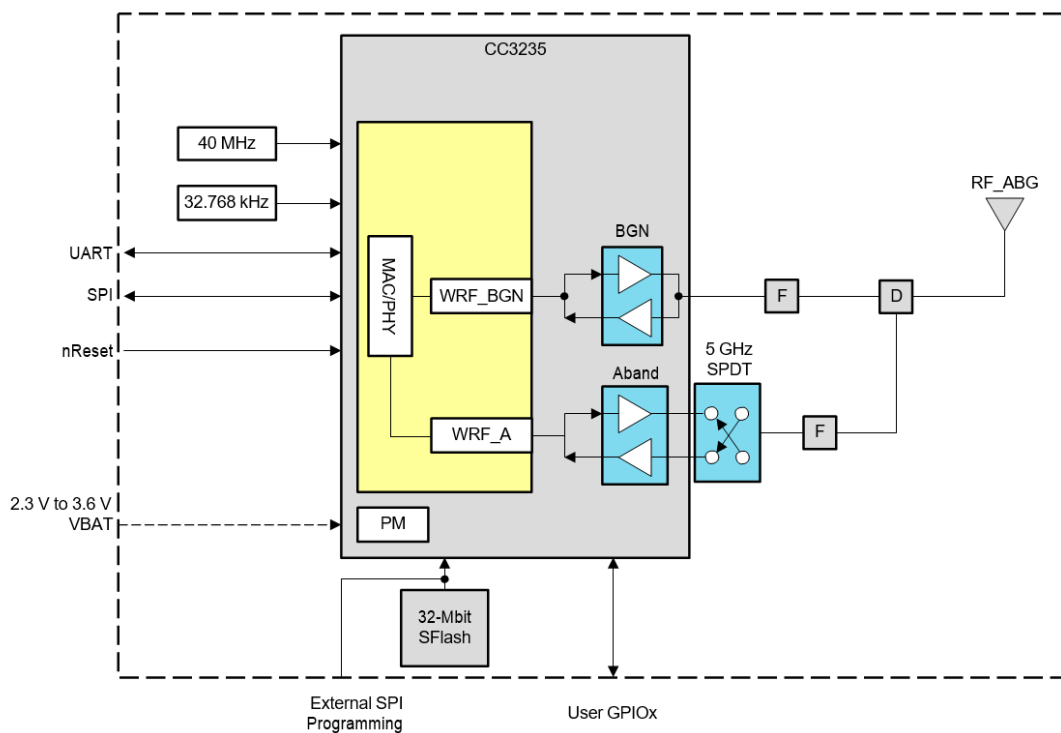 CC3235
40 MHz
32.768 kHz
UART
SPI
nReset
MAC/PHY
WRF_BGN
WRF_A
BGN
Aband
5 GHz
SPDT
F
D
F
RF_ABG
2.3 V to 3.6 V
VBAT
PM
32-Mbit
SFlash
External SPI
Programming
User GPIOx